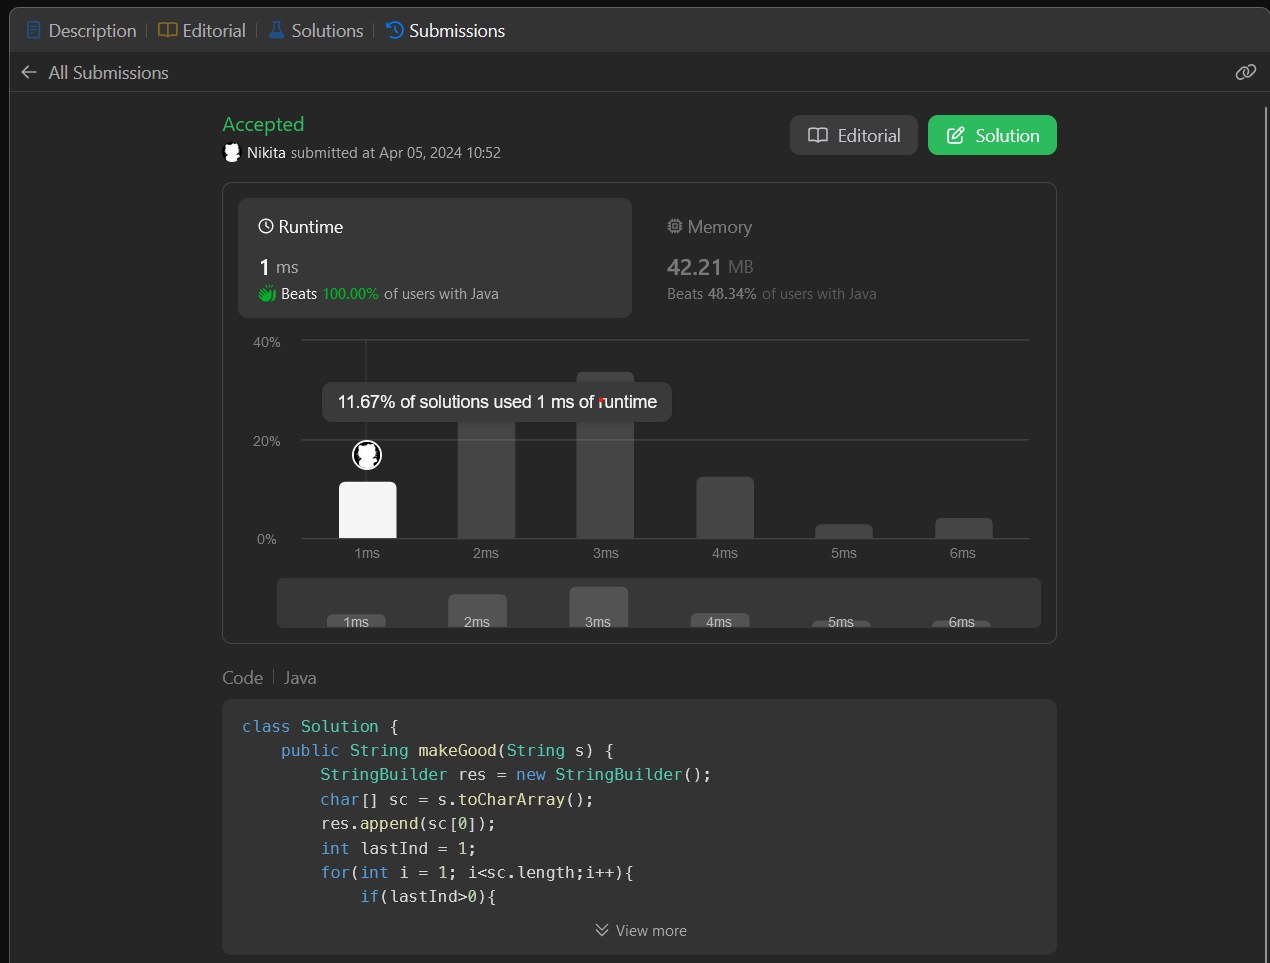 Description Editorial Solutions Submissions
All Submissions
Accepted
Nikita submitted at Apr 05, 2024 10:52
Editorial
Solution
Runtime
1 ms
Beats 100.00% of users with Java
Memory
42.21 MB
Beats 48.34% of users with Java
40%
11.67% of solutions used 1 ms of runtime
20%
0%
1ms 2ms 3ms 4ms 5ms 6ms
1ms 2ms 3ms 4ms 5ms 6ms
Code Java
class Solution {
    public String makeGood(String s) {
        StringBuilder res = new StringBuilder();
        char[] sc = s.toCharArray();
        res.append(sc[0]);
        int lastInd = 1;
        for(int i = 1; i<sc.length;i++){
            if(lastInd>0){
View more